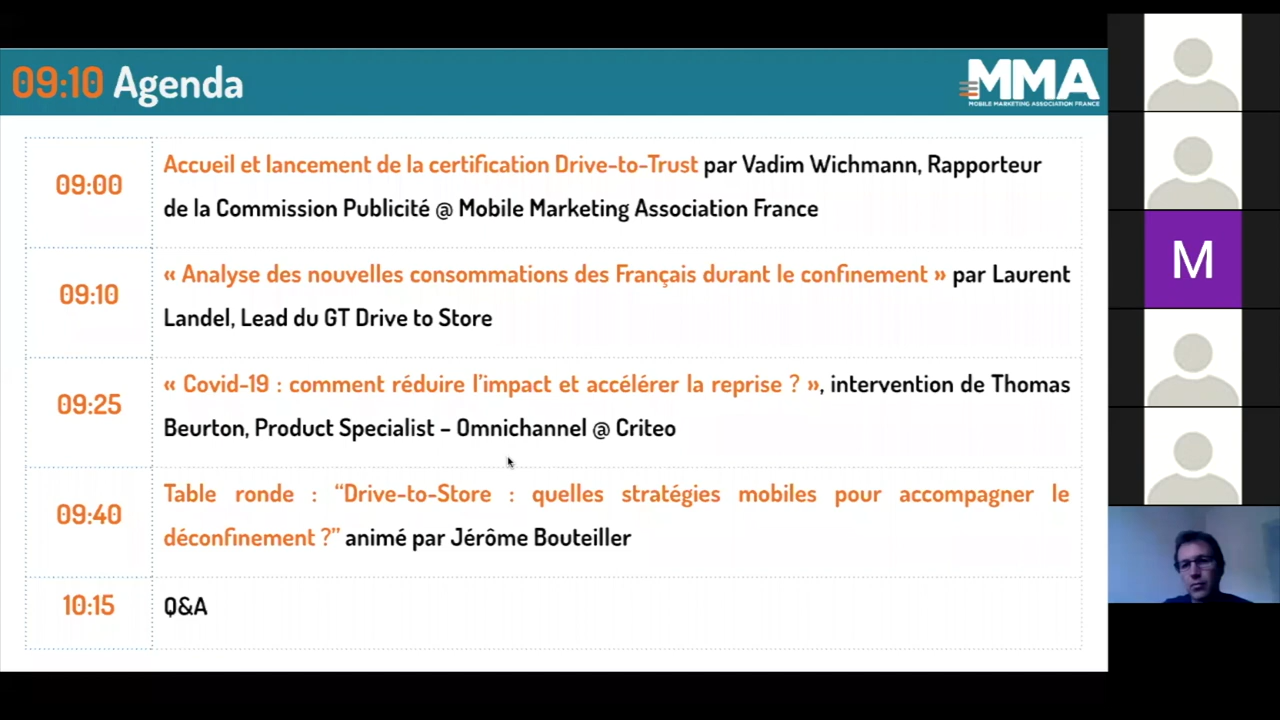 09:10 Agenda
MMA
MOBILE MARKETING ASSOCIATION FRANCE
09:00
Accueil et lancement de la certification Drive-to-Trust par Vadim Wichmann, Rapporteur
de la Commission Publicité @ Mobile Marketing Association France
09:10
« Analyse des nouvelles consommations des Français durant le confinement » par Laurent
Landel, Lead du GT Drive to Store
09:25
« Covid-19 : comment réduire l’impact et accélérer la reprise ? », intervention de Thomas
Beurton, Product Specialist – Omnichannel @ Criteo
09:40
Table ronde : “Drive-to-Store : quelles stratégies mobiles pour accompagner le
déconfinement ?” animé par Jérôme Bouteiller
10:15
Q&A
M